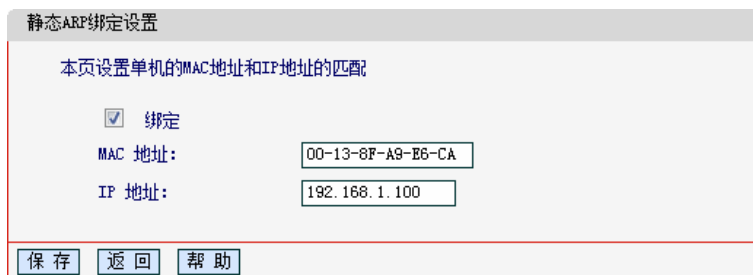 静态ARP绑定设置
本页设置单机的MAC地址和IP地址的匹配
绑定
MAC 地址: 00-13-8F-A9-E6-CA
IP 地址: 192.168.1.100
保 存 返 回 帮 助